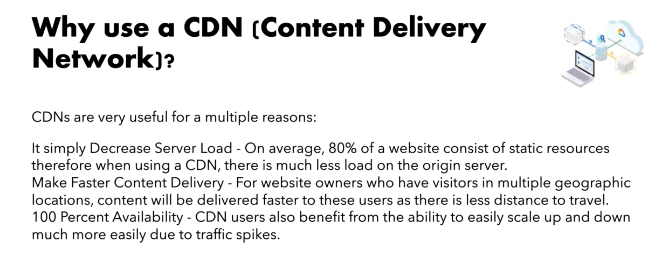 Why use a CDN (Content Delivery
Network)?
CDNs are very useful for a multiple reasons:
It simply Decrease Server Load - On average, 80% of a website consist of static resources
therefore when using a CDN, there is much less load on the origin server.
Make Faster Content Delivery - For website owners who have visitors in multiple geographic
locations, content will be delivered faster to these users as there is less distance to travel.
100 Percent Availability - CDN users also benefit from the ability to easily scale up and down
much more easily due to traffic spikes.